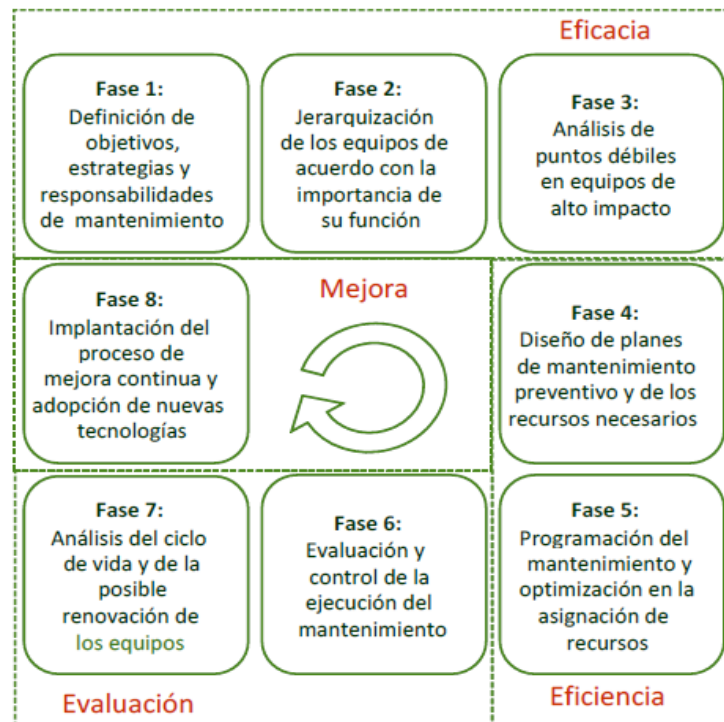 Eficacia
Fase 1:
Definición de
objetivos,
estrategias y
responsabilidades
de mantenimiento
Fase 2:
Jerarquización
de los equipos de
acuerdo con la
importancia de
su función
Fase 3:
Análisis de
puntos débiles
en equipos de
alto impacto
Fase 8:
Implantación del
proceso de
mejora continua y
adopción de nuevas
tecnologías
Mejora
Fase 4:
Diseño de planes
de mantenimiento
preventivo y de los
recursos necesarios
Fase 7:
Análisis del ciclo
de vida y de la
posible
renovación de
los equipos
Fase 6:
Evaluación y
control de la
ejecución del
mantenimiento
Fase 5:
Programación del
mantenimiento y
optimización en la
asignación de
recursos
Evaluación
Eficiencia